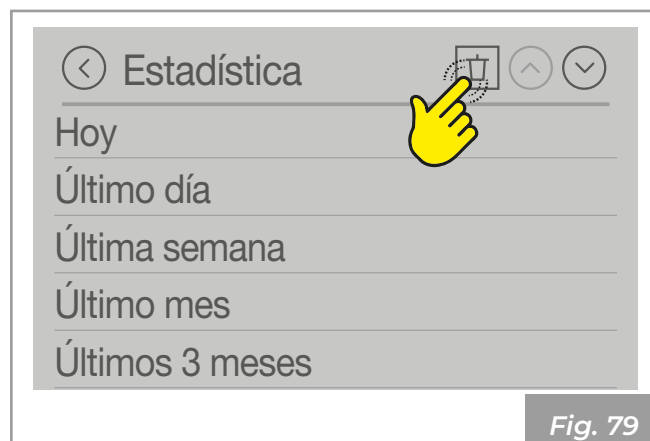 Estadística
Hoy
Último día
Última semana
Último mes
Últimos 3 meses
Fig. 79